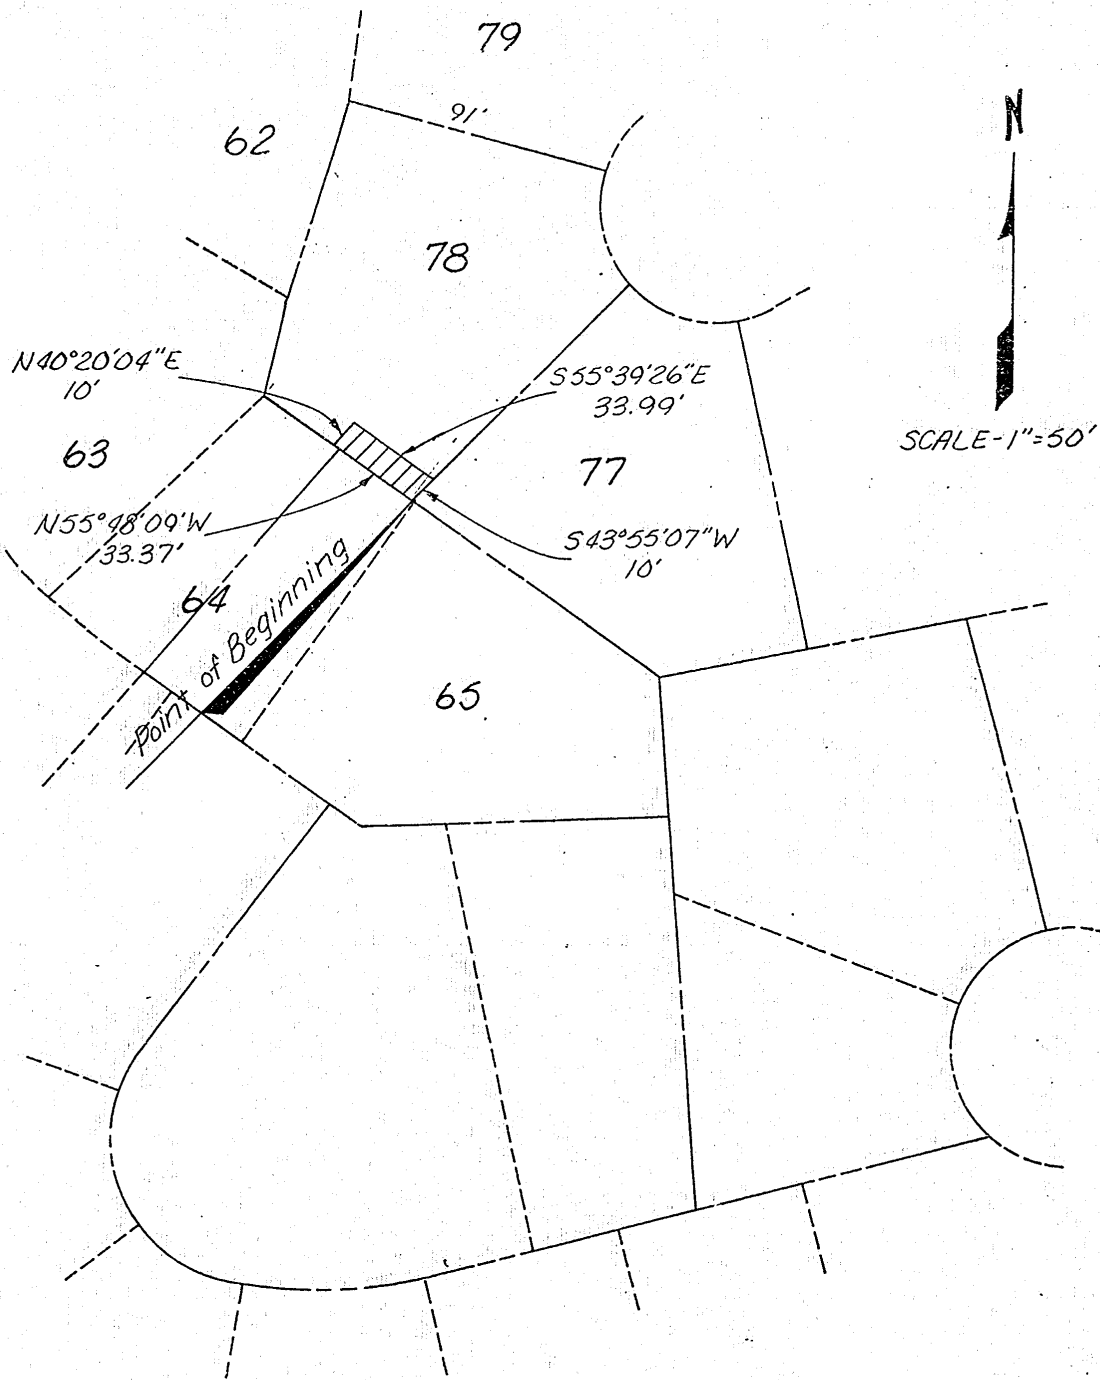 79
91'
62
N
78
N40°20'04"E
10'
S55°39'26"E
33.99'
SCALE-1"=50'
63
77
N55°48'09'W
33.37'
S43°55'07"W
10'
64
Point of Beginning
65